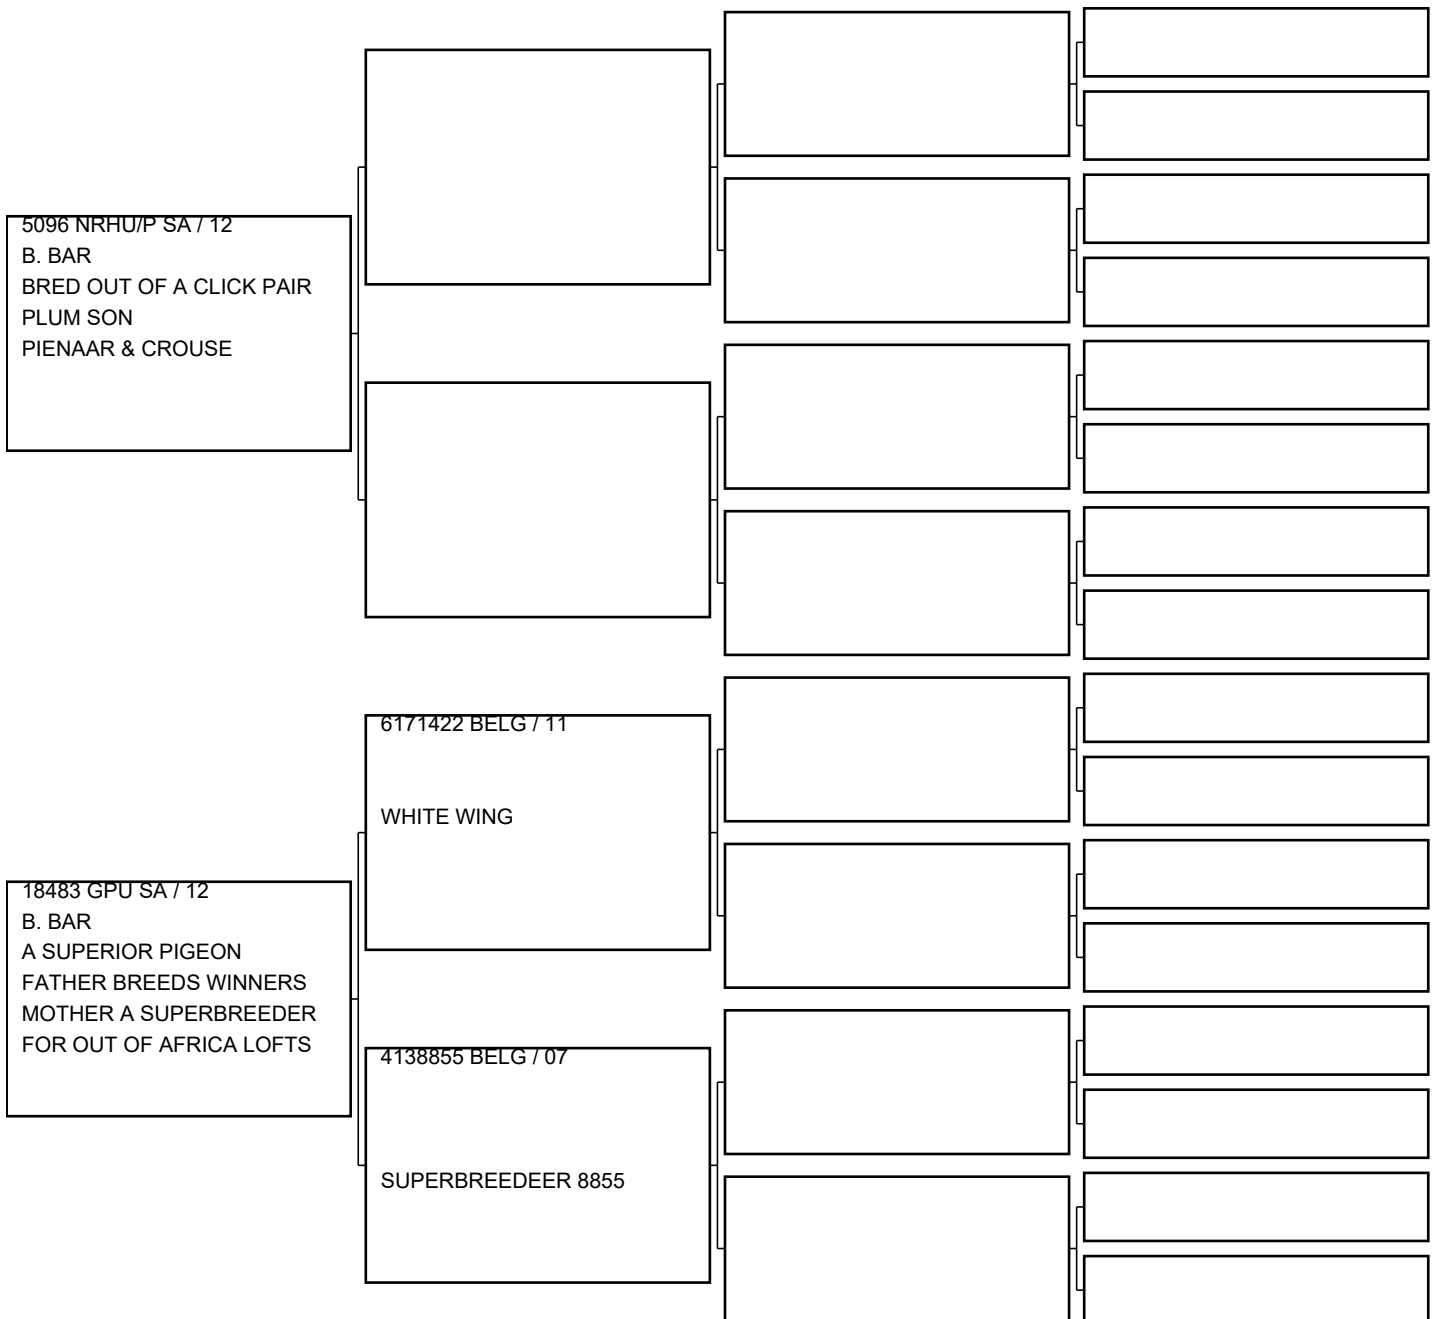 5096 NRHU/P SA / 12
B. BAR
BRED OUT OF A CLICK PAIR
PLUM SON
PIENAAR & CROUSE
6171422 BELG / 11
WHITE WING
18483 GPU SA / 12
B. BAR
A SUPERIOR PIGEON
FATHER BREEDS WINNERS
MOTHER A SUPERBREEDER
FOR OUT OF AFRICA LOFTS
4138855 BELG / 07
SUPERBREEDEER 8855